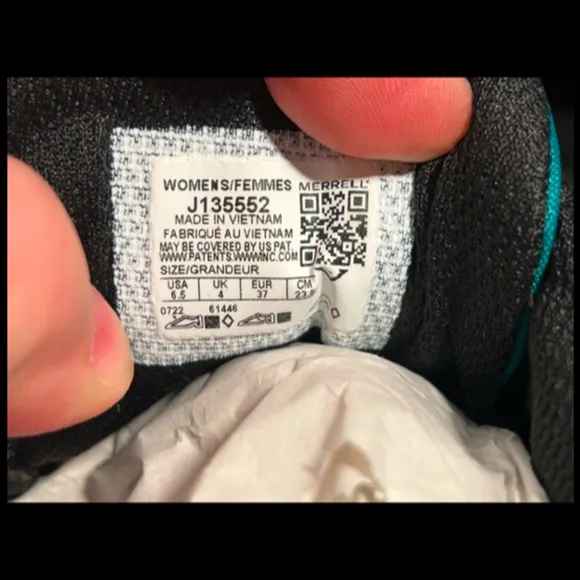 WOMENS/FEMMES MERRELL
J135552
MADE IN VIETNAM
FABRIQUÉ AU VIETNAM
MAY BE COVERED BY US PAT.
WWW.PATENTS.WWWINC.COM
SIZE/GRANDEUR
USA UK EUR CM
6.5 4 37
0722 61446